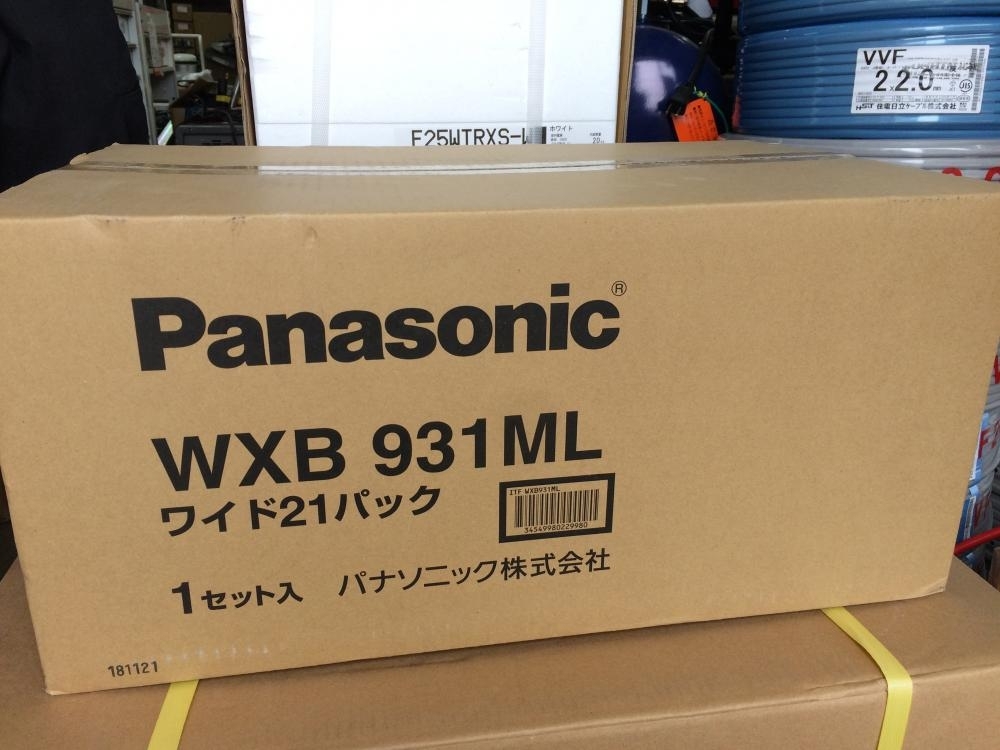 F25WTRXS-W
ホワイト
VVF
2×2.0
JIS
HST 住電日立ケーブル株式会社
Panasonic®
WXB 931ML
ワイド21パック
ITF WXB931ML
34549980229980
1セット入 パナソニック株式会社
181121